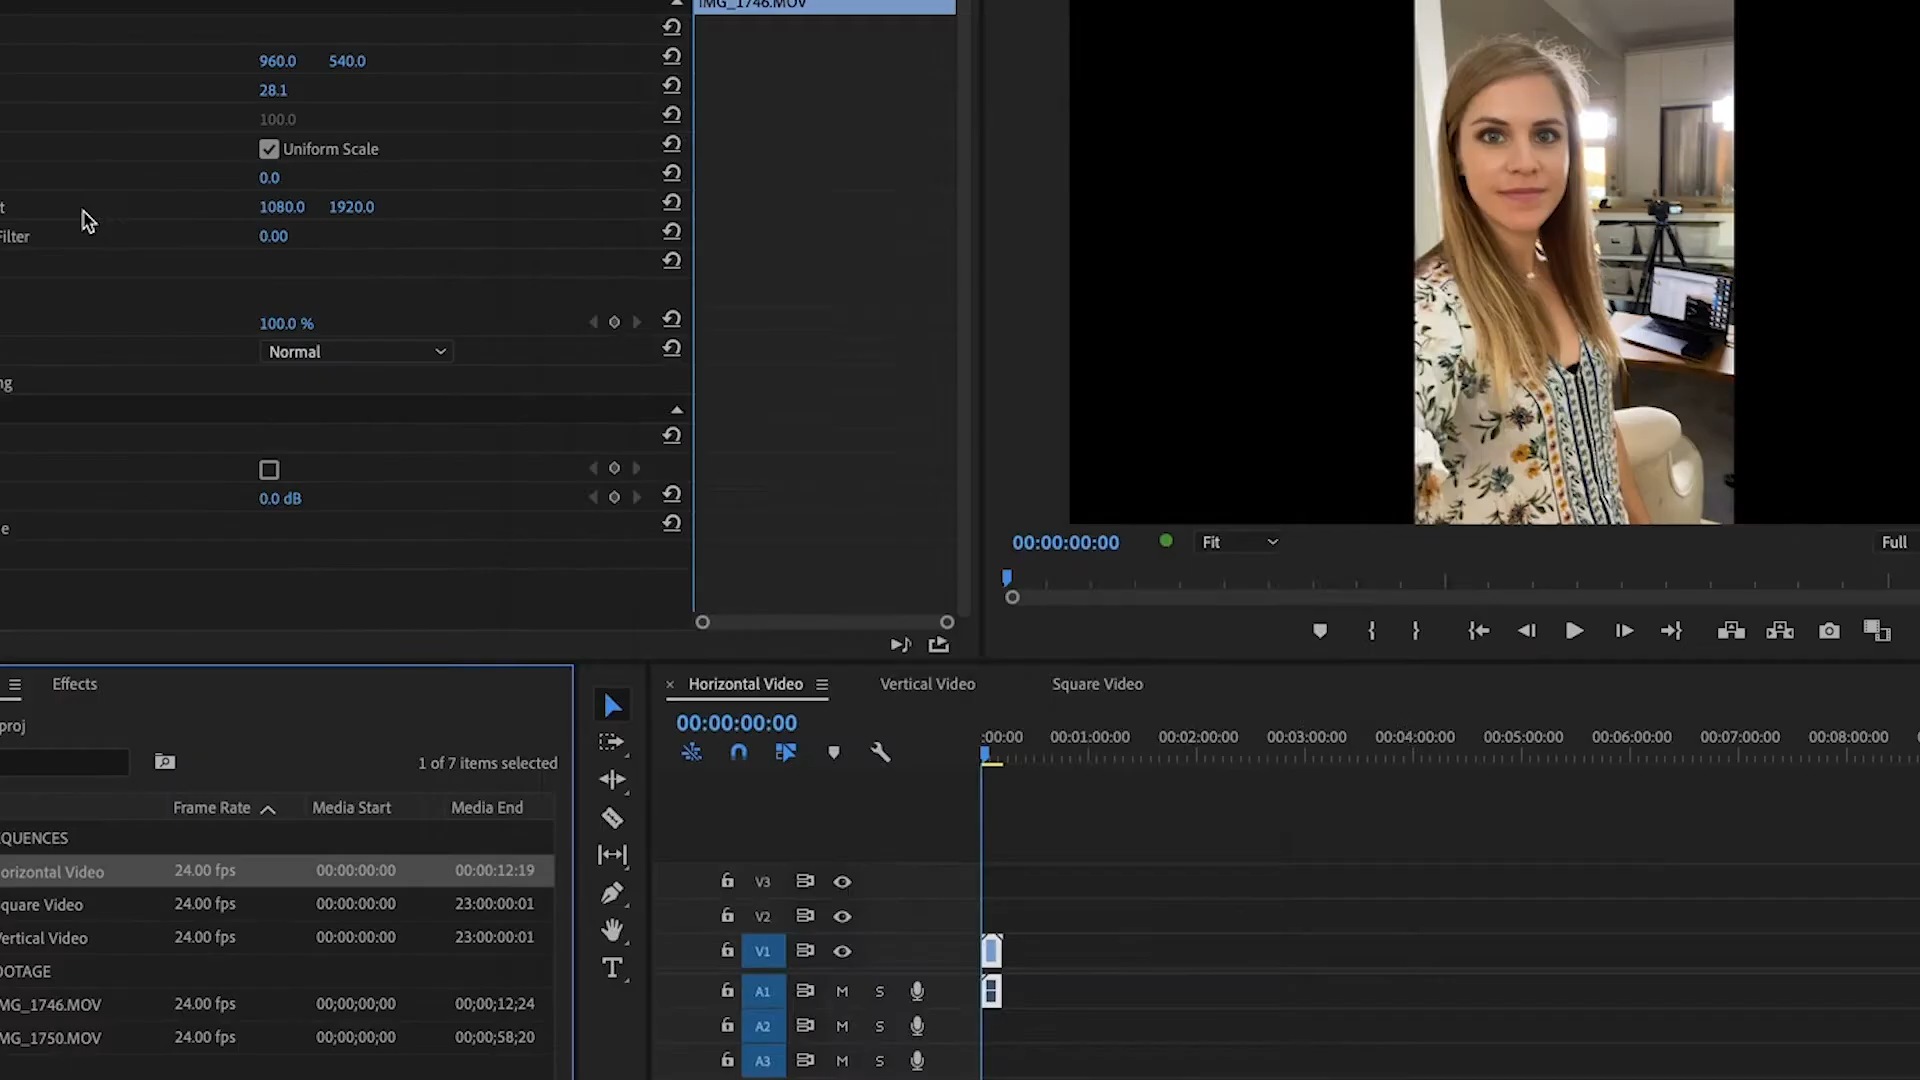 IMG_1746.MOV
960.0 540.0
28.1
100.0
Uniform Scale
0.0
t 1080.0 1920.0
Filter 0.00
100.0 %
Normal
ng
0.0 dB
e
00:00:00:00 Fit Full
Effects
proj
1 of 7 items selected
Frame Rate Media Start Media End
QUENCES
orizontal Video 24.00 fps 00:00:00:00 00:00:12:19
quare Video 24.00 fps 00:00:00:00 23:00:00:01
ertical Video 24.00 fps 00:00:00:00 23:00:00:01
OOTAGE
MG_1746.MOV 24.00 fps 00;00;00;00 00;00;12;24
MG_1750.MOV 24.00 fps 00;00;00;00 00;00;58;20
× Horizontal Video Vertical Video Square Video
00:00:00:00
:00:00 00:01:00:00 00:02:00:00 00:03:00:00 00:04:00:00 00:05:00:00 00:06:00:00 00:07:00:00 00:08:00:00
V3
V2
V1
A1 M S
A2 M S
A3 M S